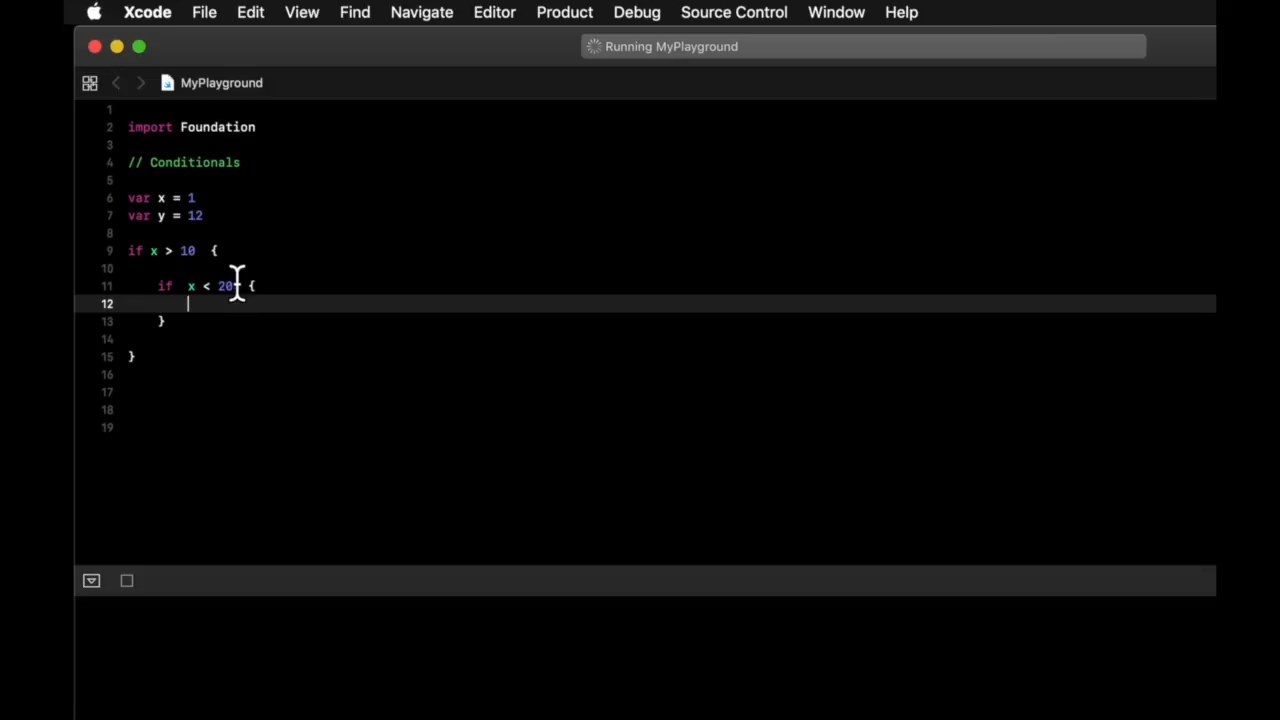 Xcode File Edit View Find Navigate Editor Product Debug Source Control Window Help
Running MyPlayground
MyPlayground
1
2 import Foundation
3
4 // Conditionals
5
6 var x = 1
7 var y = 12
8
9 if x > 10  {
10
11     if  x < 20  {
12
13     }
14
15 }
16
17
18
19